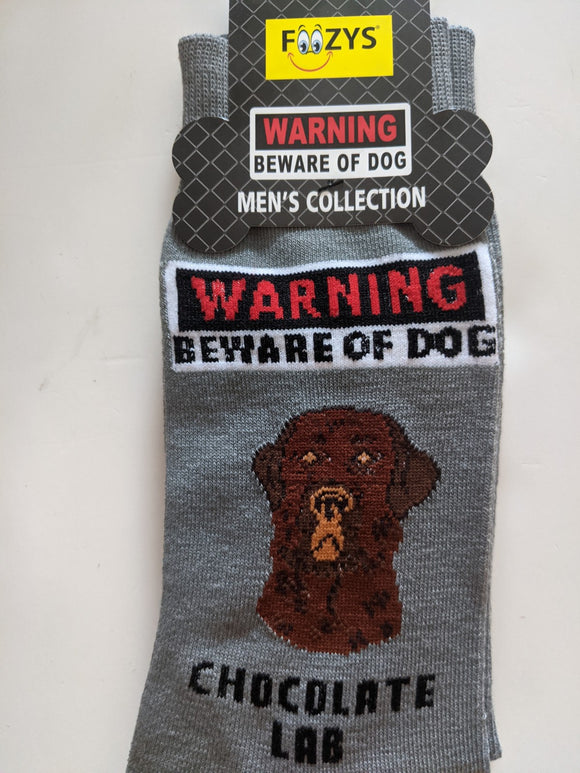 FOOZYS®
WARNING
BEWARE OF DOG
MEN'S COLLECTION
WARNING
BEWARE OF DOG
CHOCOLATE
LAB